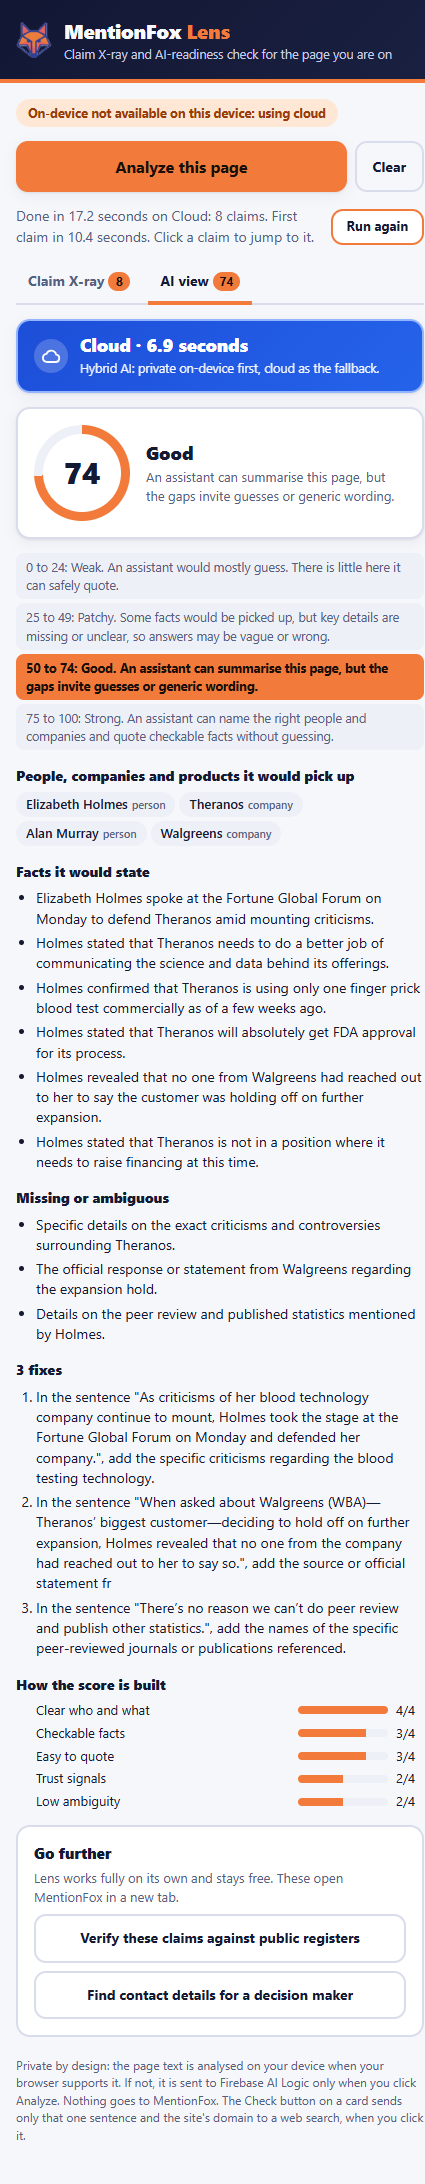 MentionFox Lens
Claim X-ray and AI-readiness check for the page you are on
On-device not available on this device: using cloud
Analyze this page
Clear
Done in 17.2 seconds on Cloud: 8 claims. First
claim in 10.4 seconds. Click a claim to jump to it.
Run again
Claim X-ray 8
AI view 74
Cloud · 6.9 seconds
Hybrid AI: private on-device first, cloud as the fallback.
74
Good
An assistant can summarise this page, but
the gaps invite guesses or generic wording.
0 to 24: Weak. An assistant would mostly guess. There is little here it
can safely quote.
25 to 49: Patchy. Some facts would be picked up, but key details are
missing or unclear, so answers may be vague or wrong.
50 to 74: Good. An assistant can summarise this page, but the
gaps invite guesses or generic wording.
75 to 100: Strong. An assistant can name the right people and
companies and quote checkable facts without guessing.
People, companies and products it would pick up
Elizabeth Holmes person
Theranos company
Alan Murray person
Walgreens company
Facts it would state
• Elizabeth Holmes spoke at the Fortune Global Forum on
Monday to defend Theranos amid mounting criticisms.
• Holmes stated that Theranos needs to do a better job of
communicating the science and data behind its offerings.
• Holmes confirmed that Theranos is using only one finger prick
blood test commercially as of a few weeks ago.
• Holmes stated that Theranos will absolutely get FDA approval
for its process.
• Holmes revealed that no one from Walgreens had reached out
to her to say the customer was holding off on further
expansion.
• Holmes stated that Theranos is not in a position where it
needs to raise financing at this time.
Missing or ambiguous
• Specific details on the exact criticisms and controversies
surrounding Theranos.
• The official response or statement from Walgreens regarding
the expansion hold.
• Details on the peer review and published statistics mentioned
by Holmes.
3 fixes
1. In the sentence "As criticisms of her blood technology
company continue to mount, Holmes took the stage at the
Fortune Global Forum on Monday and defended her
company.", add the specific criticisms regarding the blood
testing technology.
2. In the sentence "When asked about Walgreens (WBA)—
Theranos’ biggest customer—deciding to hold off on further
expansion, Holmes revealed that no one from the company
had reached out to her to say so.", add the source or official
statement fr
3. In the sentence "There’s no reason we can’t do peer review
and publish other statistics.", add the names of the specific
peer-reviewed journals or publications referenced.
How the score is built
Clear who and what 4/4
Checkable facts 3/4
Easy to quote 3/4
Trust signals 2/4
Low ambiguity 2/4
Go further
Lens works fully on its own and stays free. These open
MentionFox in a new tab.
Verify these claims against public registers
Find contact details for a decision maker
Private by design: the page text is analysed on your device when your
browser supports it. If not, it is sent to Firebase AI Logic only when you click
Analyze. Nothing goes to MentionFox. The Check button on a card sends
only that one sentence and the site's domain to a web search, when you click
it.